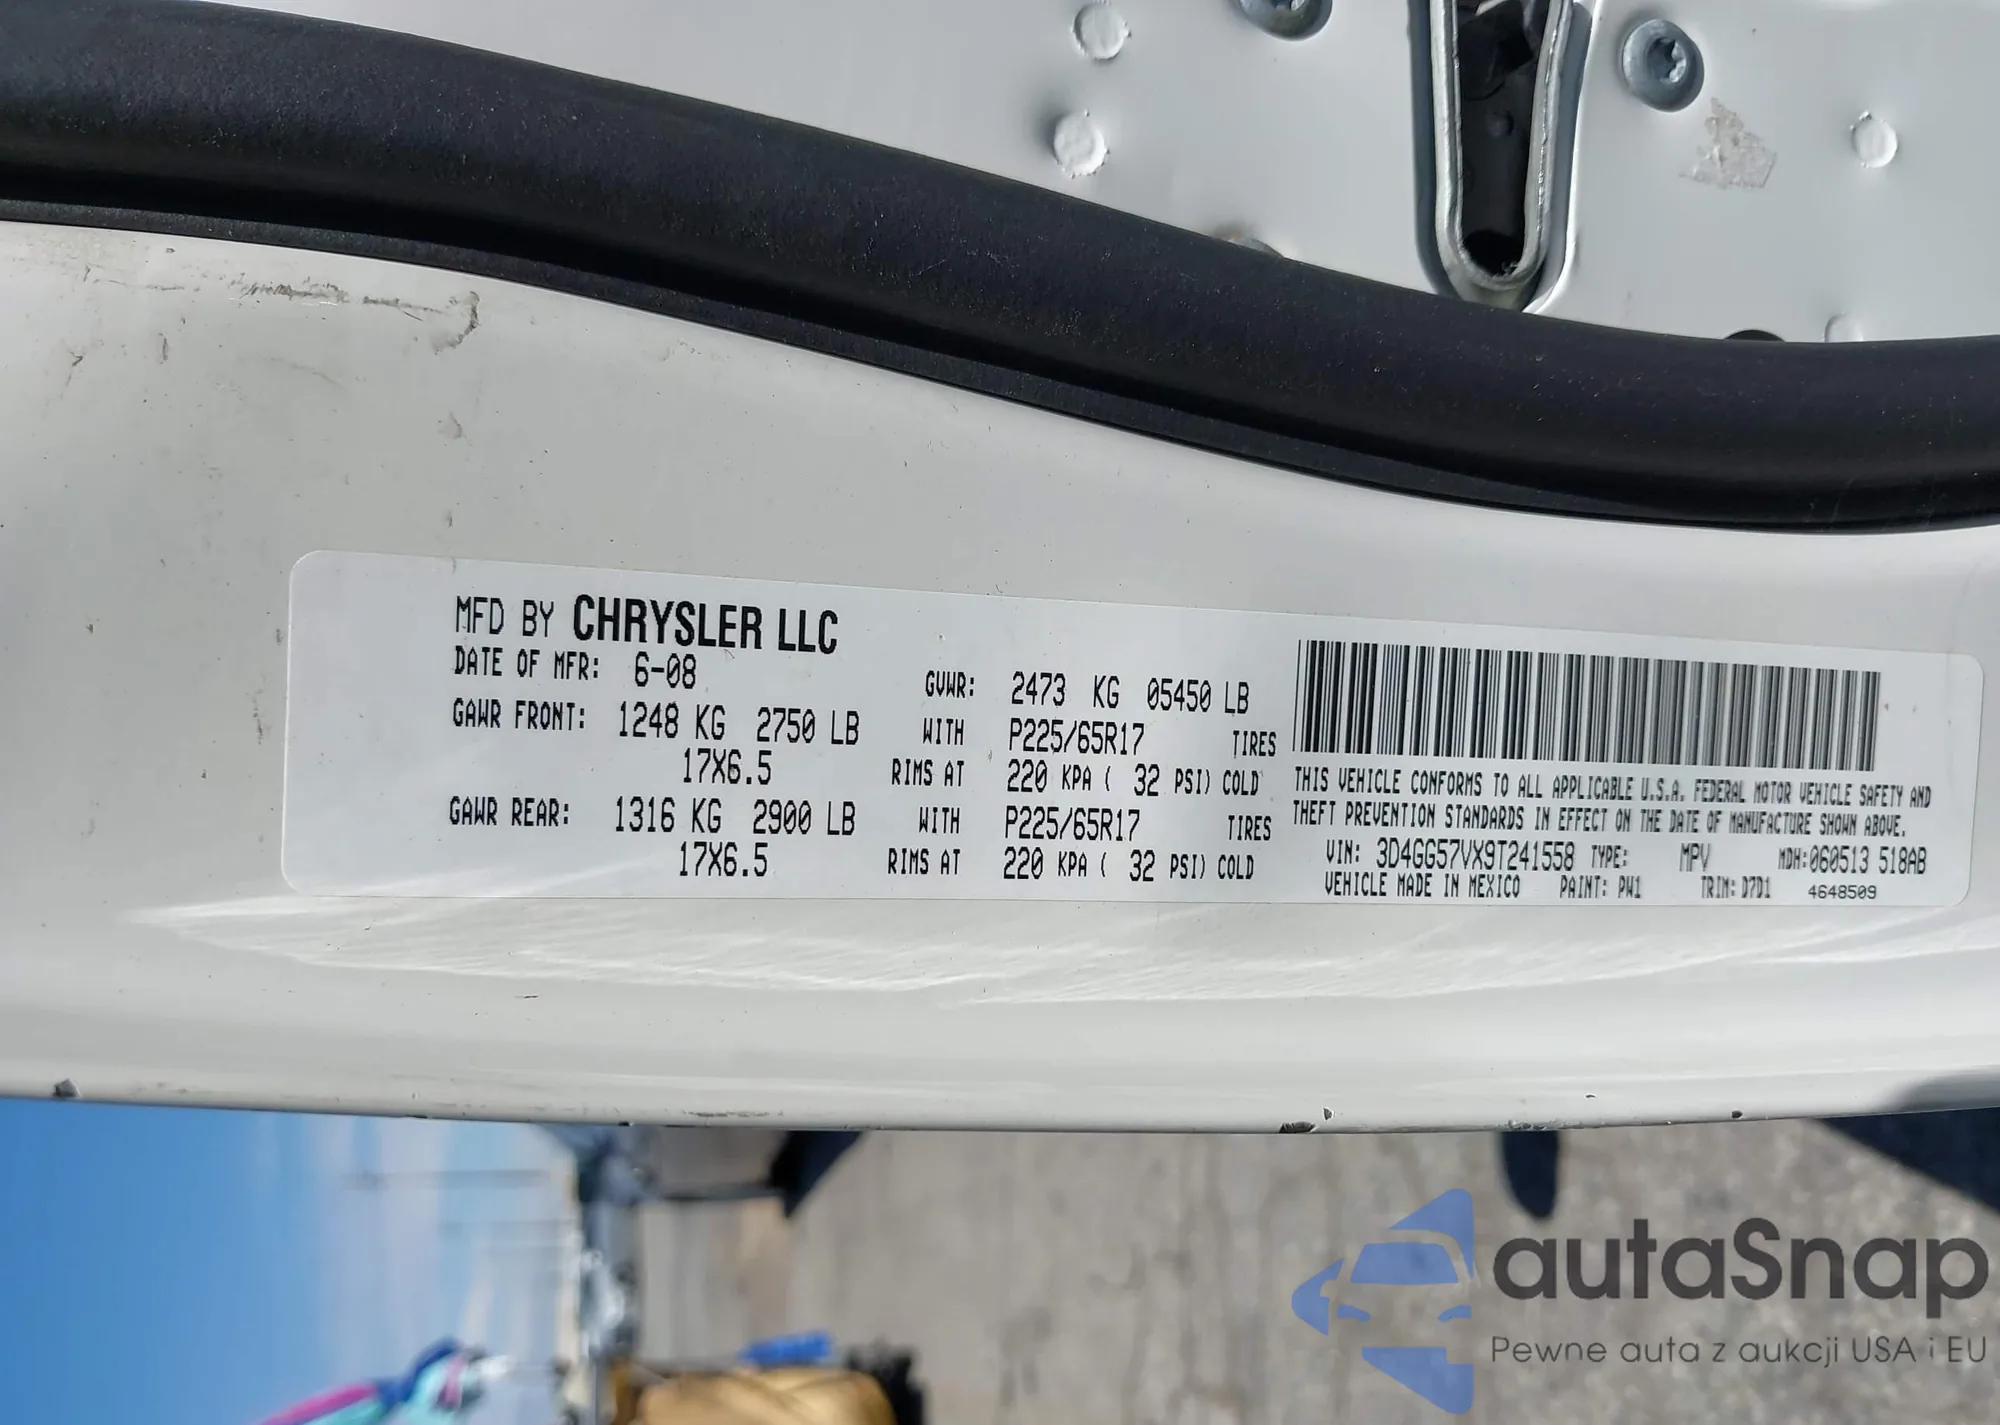 MFD BY CHRYSLER LLC
DATE OF MFR: 6-08
GVWR: 2473 KG 05450 LB
GAWR FRONT: 1248 KG 2750 LB WITH P225/65R17 TIRES
17X6.5 RIMS AT 220 KPA ( 32 PSI) COLD
GAWR REAR: 1316 KG 2900 LB WITH P225/65R17 TIRES
17X6.5 RIMS AT 220 KPA ( 32 PSI) COLD
THIS VEHICLE CONFORMS TO ALL APPLICABLE U.S.A. FEDERAL MOTOR VEHICLE SAFETY AND
THEFT PREVENTION STANDARDS IN EFFECT ON THE DATE OF MANUFACTURE SHOWN ABOVE.
VIN: 3D4GG57VX9T241558 TYPE: MPV MDH:060513 518AB
VEHICLE MADE IN MEXICO PAINT: PW1 TRIM: D7D1 4648509
autaSnap
Pewne auta z aukcji USA i EU